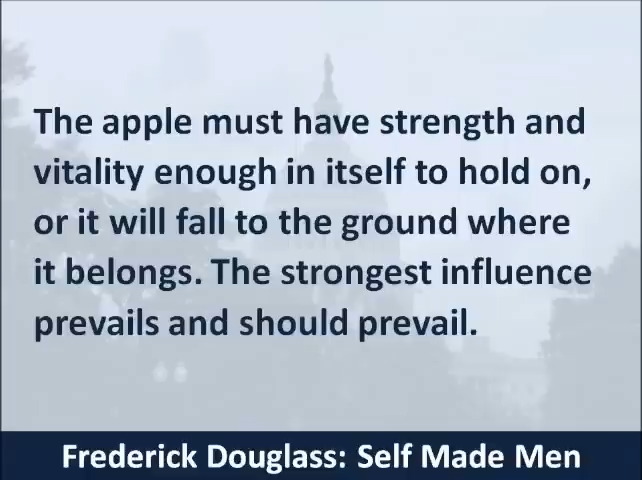 The apple must have strength and
vitality enough in itself to hold on,
or it will fall to the ground where
it belongs. The strongest influence
prevails and should prevail.
Frederick Douglass: Self Made Men